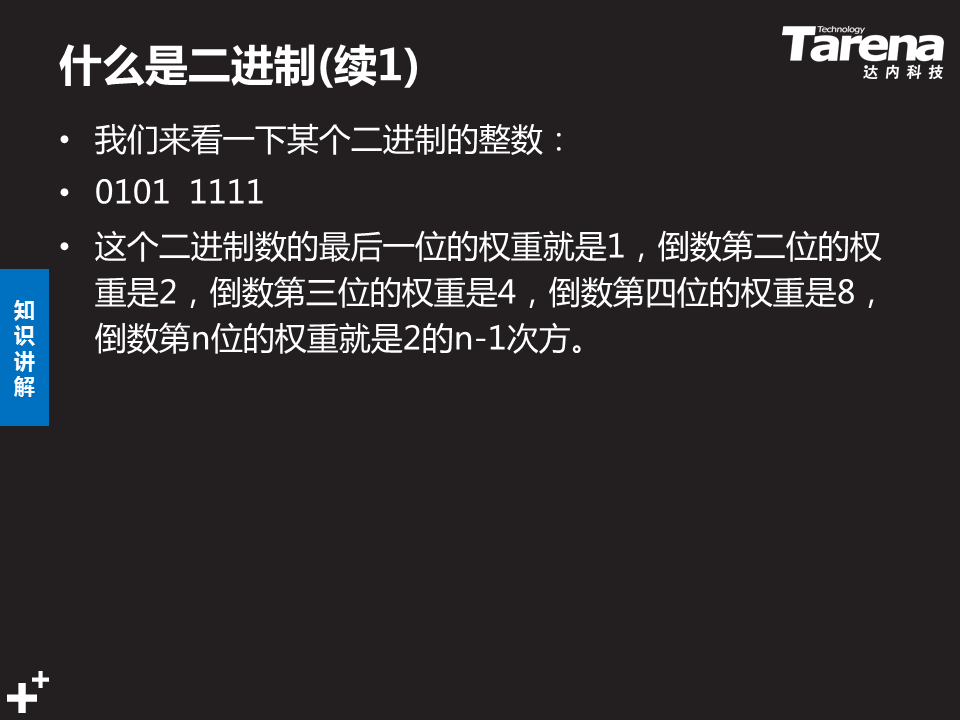 什么是二进制(续1)
Technology
Tarena
达内科技
• 我们来看一下某个二进制的整数：
• 0101 1111
• 这个二进制数的最后一位的权重就是1，倒数第二位的权
重是2，倒数第三位的权重是4，倒数第四位的权重是8，
倒数第n位的权重就是2的n-1次方。
知
识
讲
解